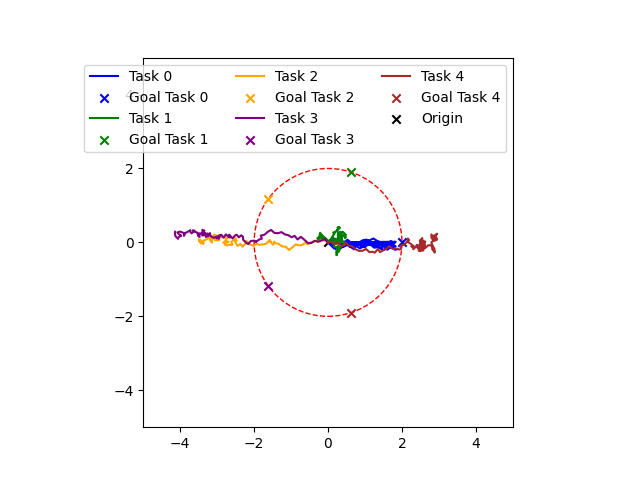 Task 0
Goal Task 0
Task 1
Goal Task 1
Task 2
Goal Task 2
Task 3
Goal Task 3
Task 4
Goal Task 4
Origin
4
2
0
−2
−4
−4 −2 0 2 4